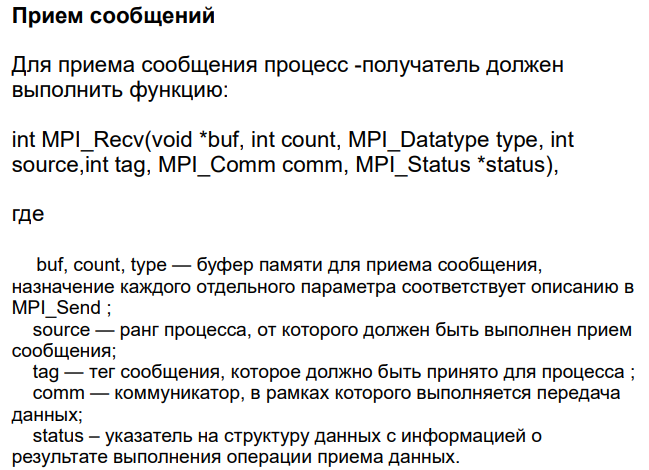 Прием сообщений
Для приема сообщения процесс -получатель должен
выполнить функцию:
int MPI_Recv(void *buf, int count, MPI_Datatype type, int
source,int tag, MPI_Comm comm, MPI_Status *status),
где
buf, count, type — буфер памяти для приема сообщения,
назначение каждого отдельного параметра соответствует описанию в
MPI_Send ;
source — ранг процесса, от которого должен быть выполнен прием
сообщения;
tag — тег сообщения, которое должно быть принято для процесса ;
comm — коммуникатор, в рамках которого выполняется передача
данных;
status – указатель на структуру данных с информацией о
результате выполнения операции приема данных.